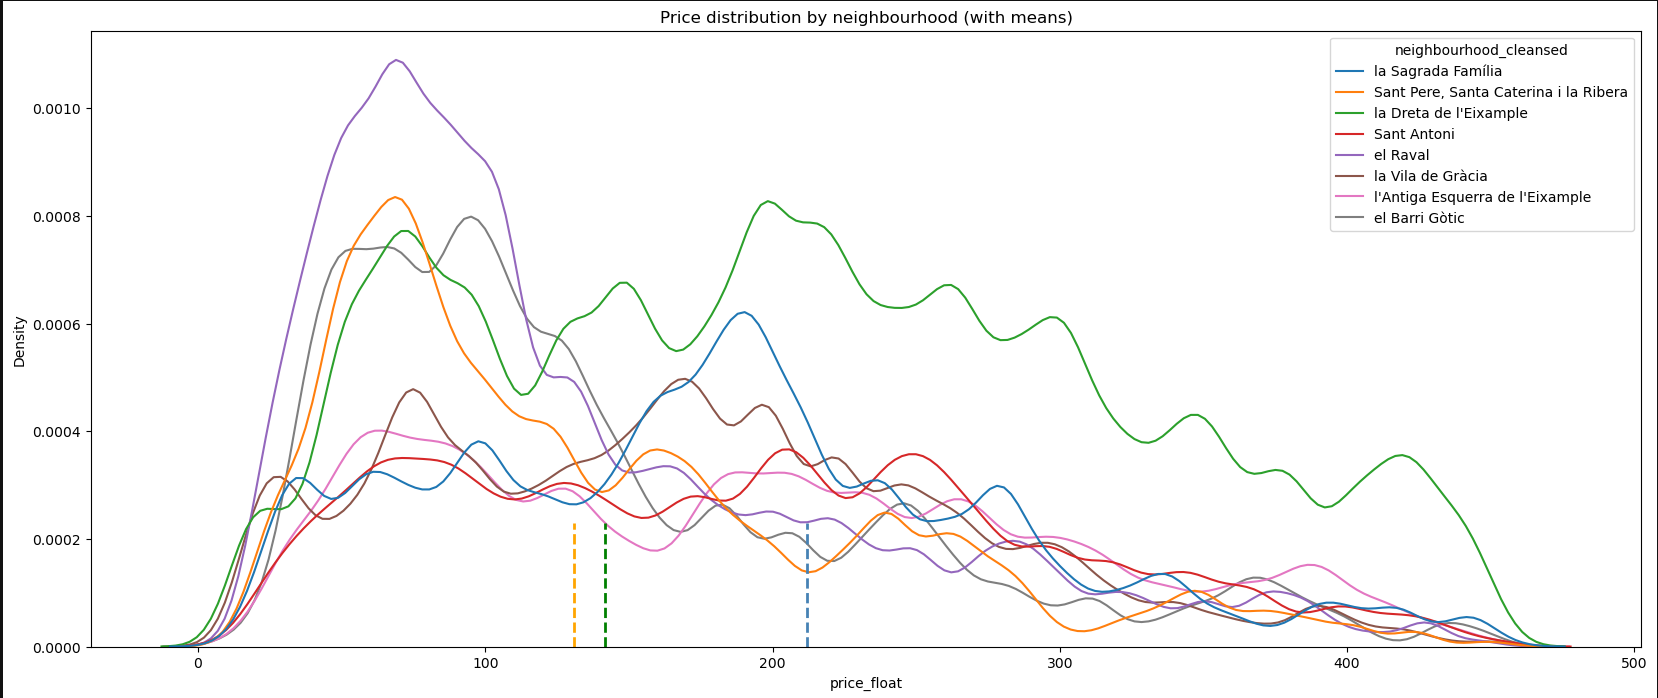 Price distribution by neighbourhood (with means)
neighbourhood_cleansed
la Sagrada Família
Sant Pere, Santa Caterina i la Ribera
la Dreta de l'Eixample
Sant Antoni
el Raval
la Vila de Gràcia
l'Antiga Esquerra de l'Eixample
el Barri Gòtic
Density
0.0010
0.0008
0.0006
0.0004
0.0002
0.0000
0 100 200 300 400 500
price_float